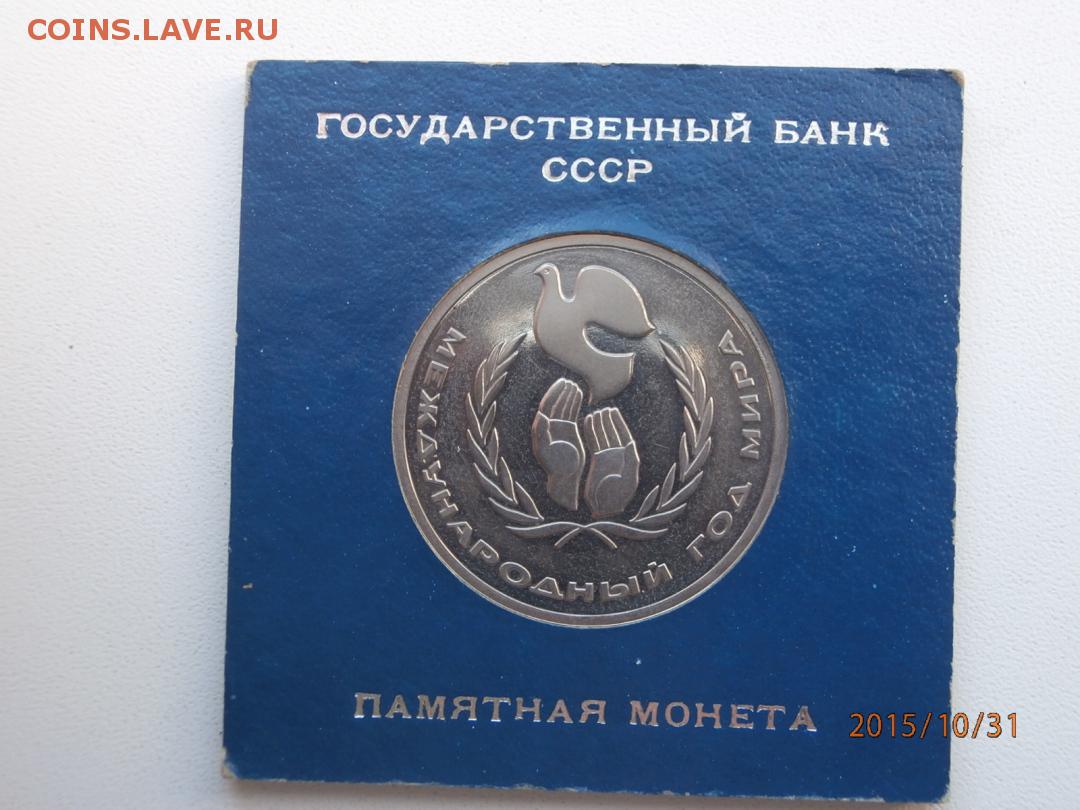 COINS.LAVE.RU
ГОСУДАРСТВЕННЫЙ БАНК
СССР
МЕЖДУНАРОДНЫЙ ГОД МИРА
ПАМЯТНАЯ МОНЕТА
2015/10/31